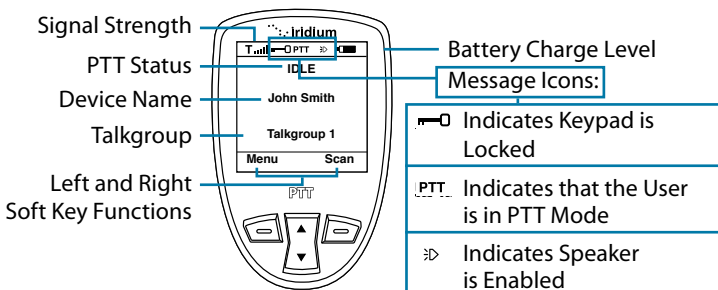 Signal Strength
PTT Status
Device Name
Talkgroup
Left and Right
Soft Key Functions
iridium
T PTT
IDLE
John Smith
Talkgroup 1
Menu Scan
PTT
Battery Charge Level
Message Icons:
Indicates Keypad is
Locked
PTT Indicates that the User
is in PTT Mode
Indicates Speaker
is Enabled